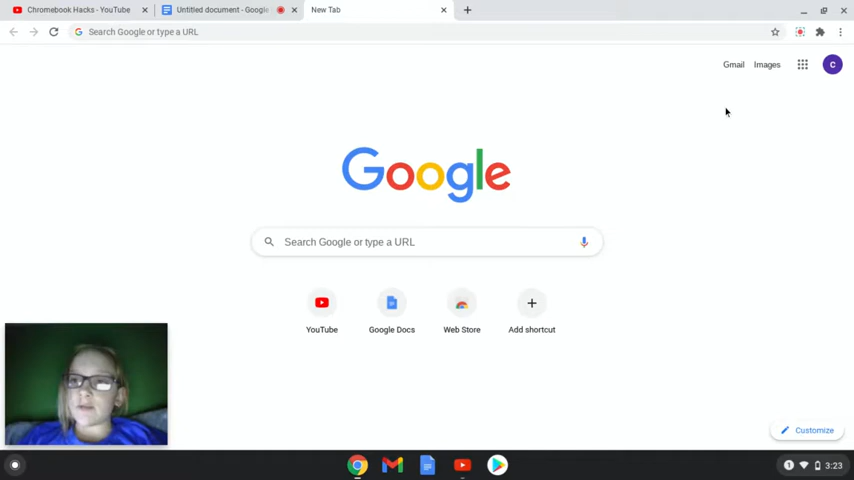 Chromebook Hacks - YouTube
Untitled document - Google
New Tab
Search Google or type a URL
Gmail
Images
C
Google
Search Google or type a URL
YouTube
Google Docs
Web Store
Add shortcut
Customize
1
3:23